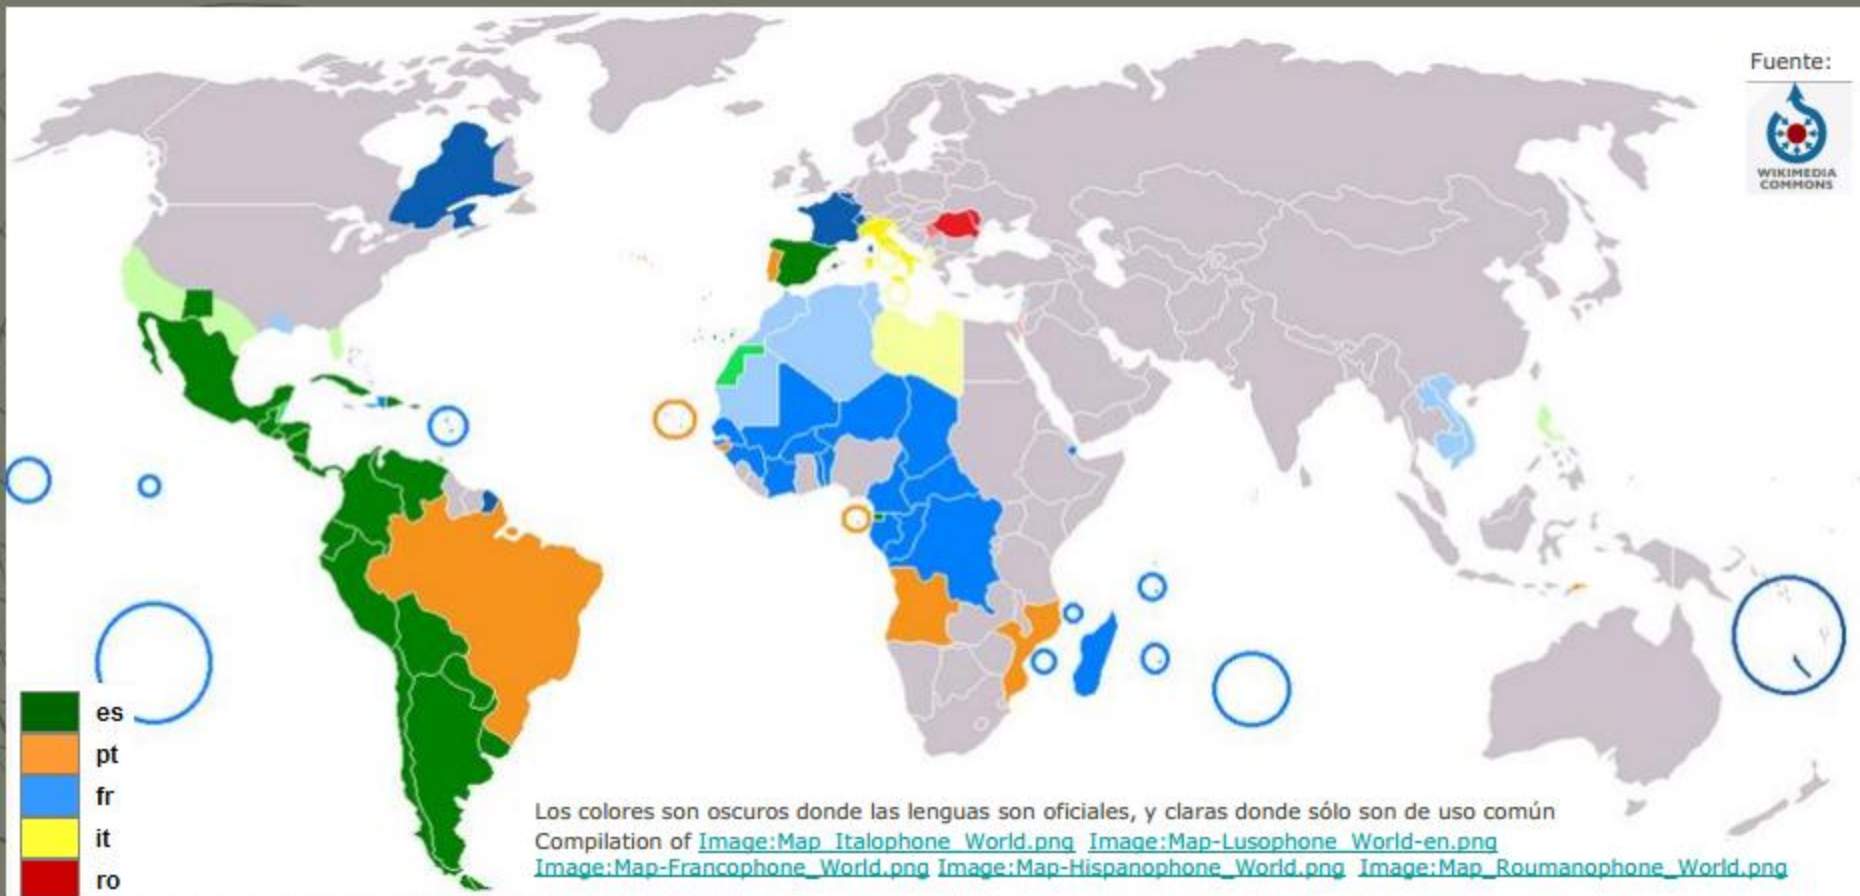 Fuente:
WIKIMEDIA
COMMONS
es
pt
fr
it
ro
Los colores son oscuros donde las lenguas son oficiales, y claras donde sólo son de uso común
Compilation of Image:Map_Italophone_World.png Image:Map-Lusophone_World-en.png
Image:Map-Francophone_World.png Image:Map-Hispanophone_World.png Image:Map_Roumanophone_World.png